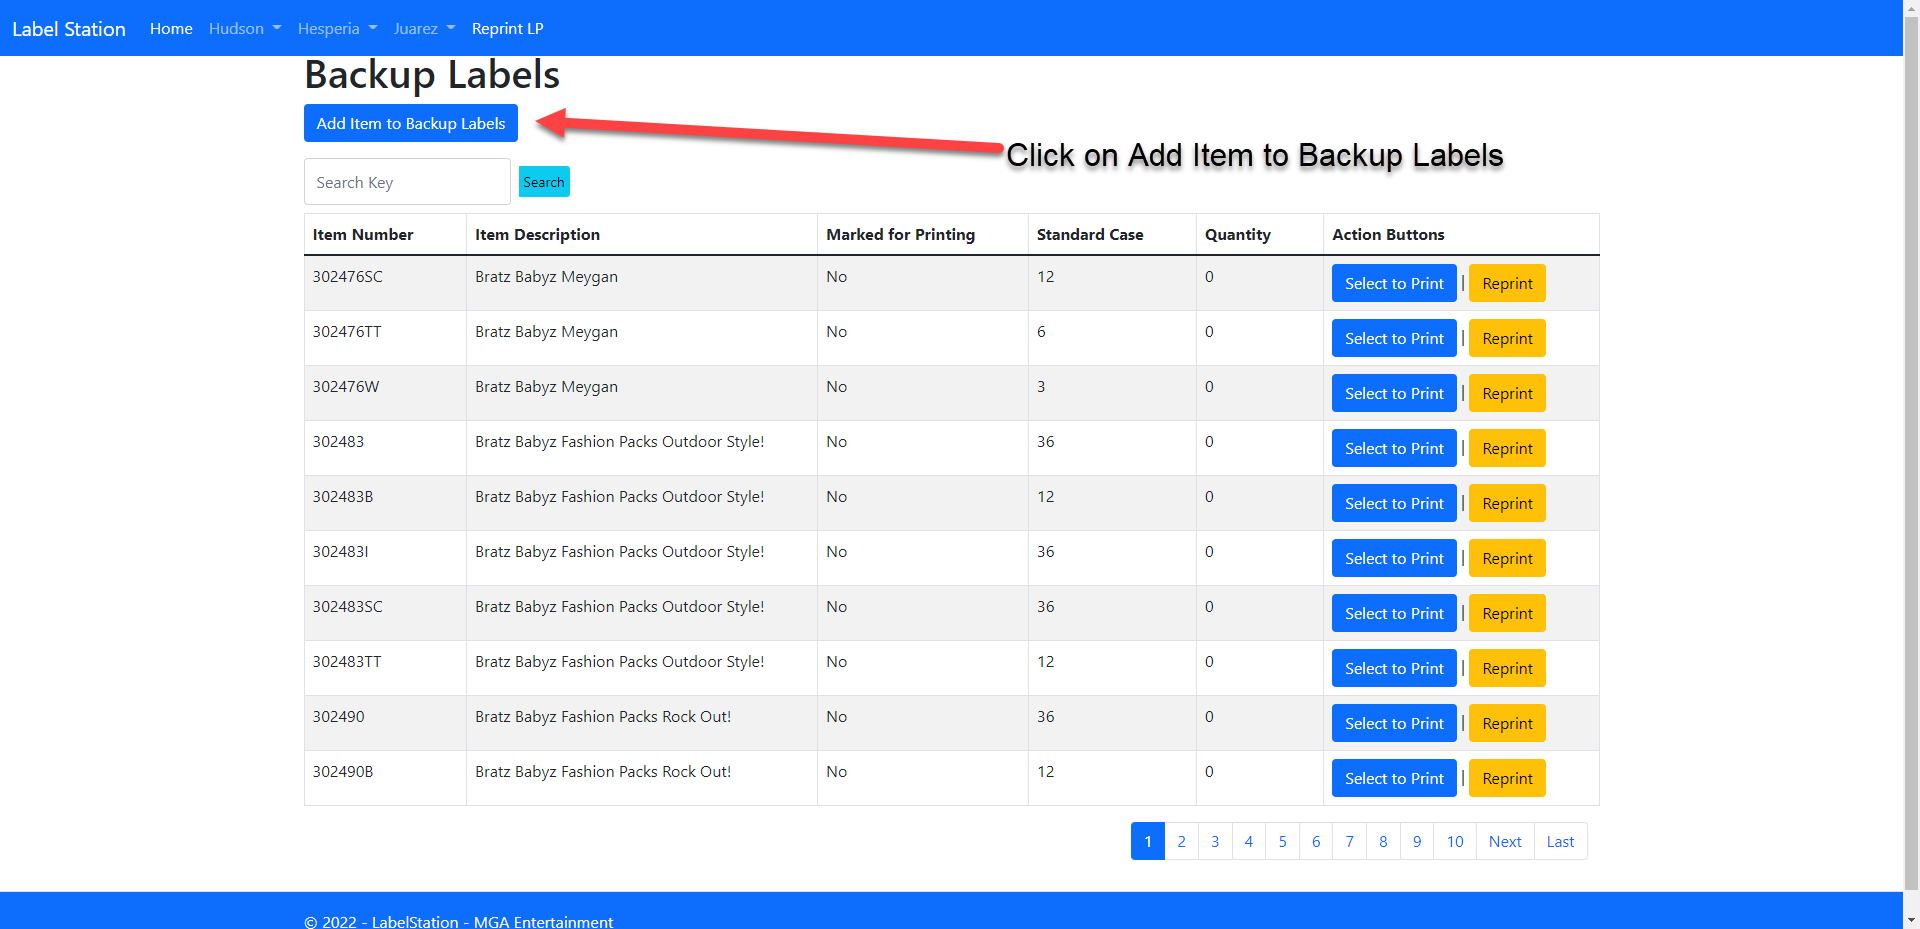 Label Station Home Hudson Hesperia Juarez Reprint LP
Backup Labels
Add Item to Backup Labels
Click on Add Item to Backup Labels
Search Key Search
Item Number Item Description Marked for Printing Standard Case Quantity Action Buttons
302476SC Bratz Babyz Meygan No 12 0 Select to Print | Reprint
302476TT Bratz Babyz Meygan No 6 0 Select to Print | Reprint
302476W Bratz Babyz Meygan No 3 0 Select to Print | Reprint
302483 Bratz Babyz Fashion Packs Outdoor Style! No 36 0 Select to Print | Reprint
302483B Bratz Babyz Fashion Packs Outdoor Style! No 12 0 Select to Print | Reprint
302483I Bratz Babyz Fashion Packs Outdoor Style! No 36 0 Select to Print | Reprint
302483SC Bratz Babyz Fashion Packs Outdoor Style! No 36 0 Select to Print | Reprint
302483TT Bratz Babyz Fashion Packs Outdoor Style! No 12 0 Select to Print | Reprint
302490 Bratz Babyz Fashion Packs Rock Out! No 36 0 Select to Print | Reprint
302490B Bratz Babyz Fashion Packs Rock Out! No 12 0 Select to Print | Reprint
1 2 3 4 5 6 7 8 9 10 Next Last
© 2022 - LabelStation - MGA Entertainment